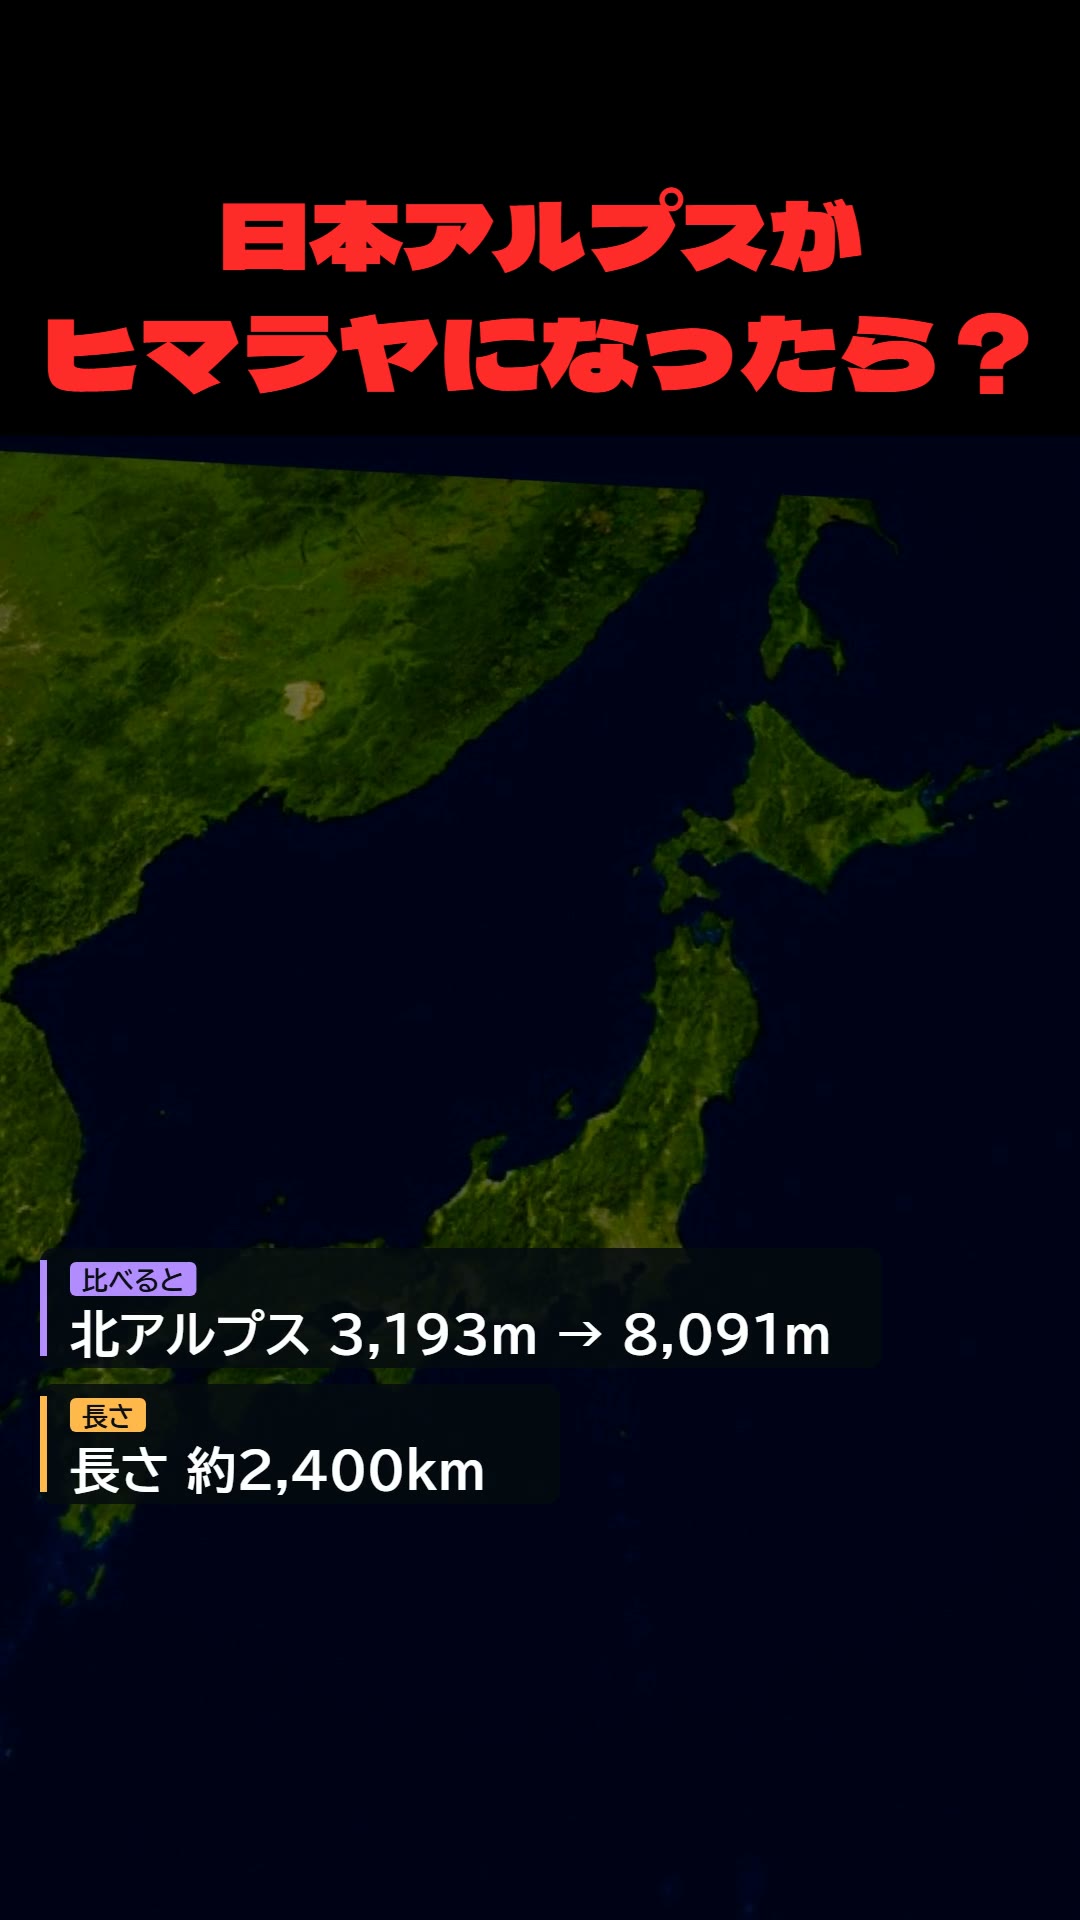 日本アルプスが
ヒマラヤになったら？
比べると
北アルプス 3,193m → 8,091m
長さ
長さ 約2,400km